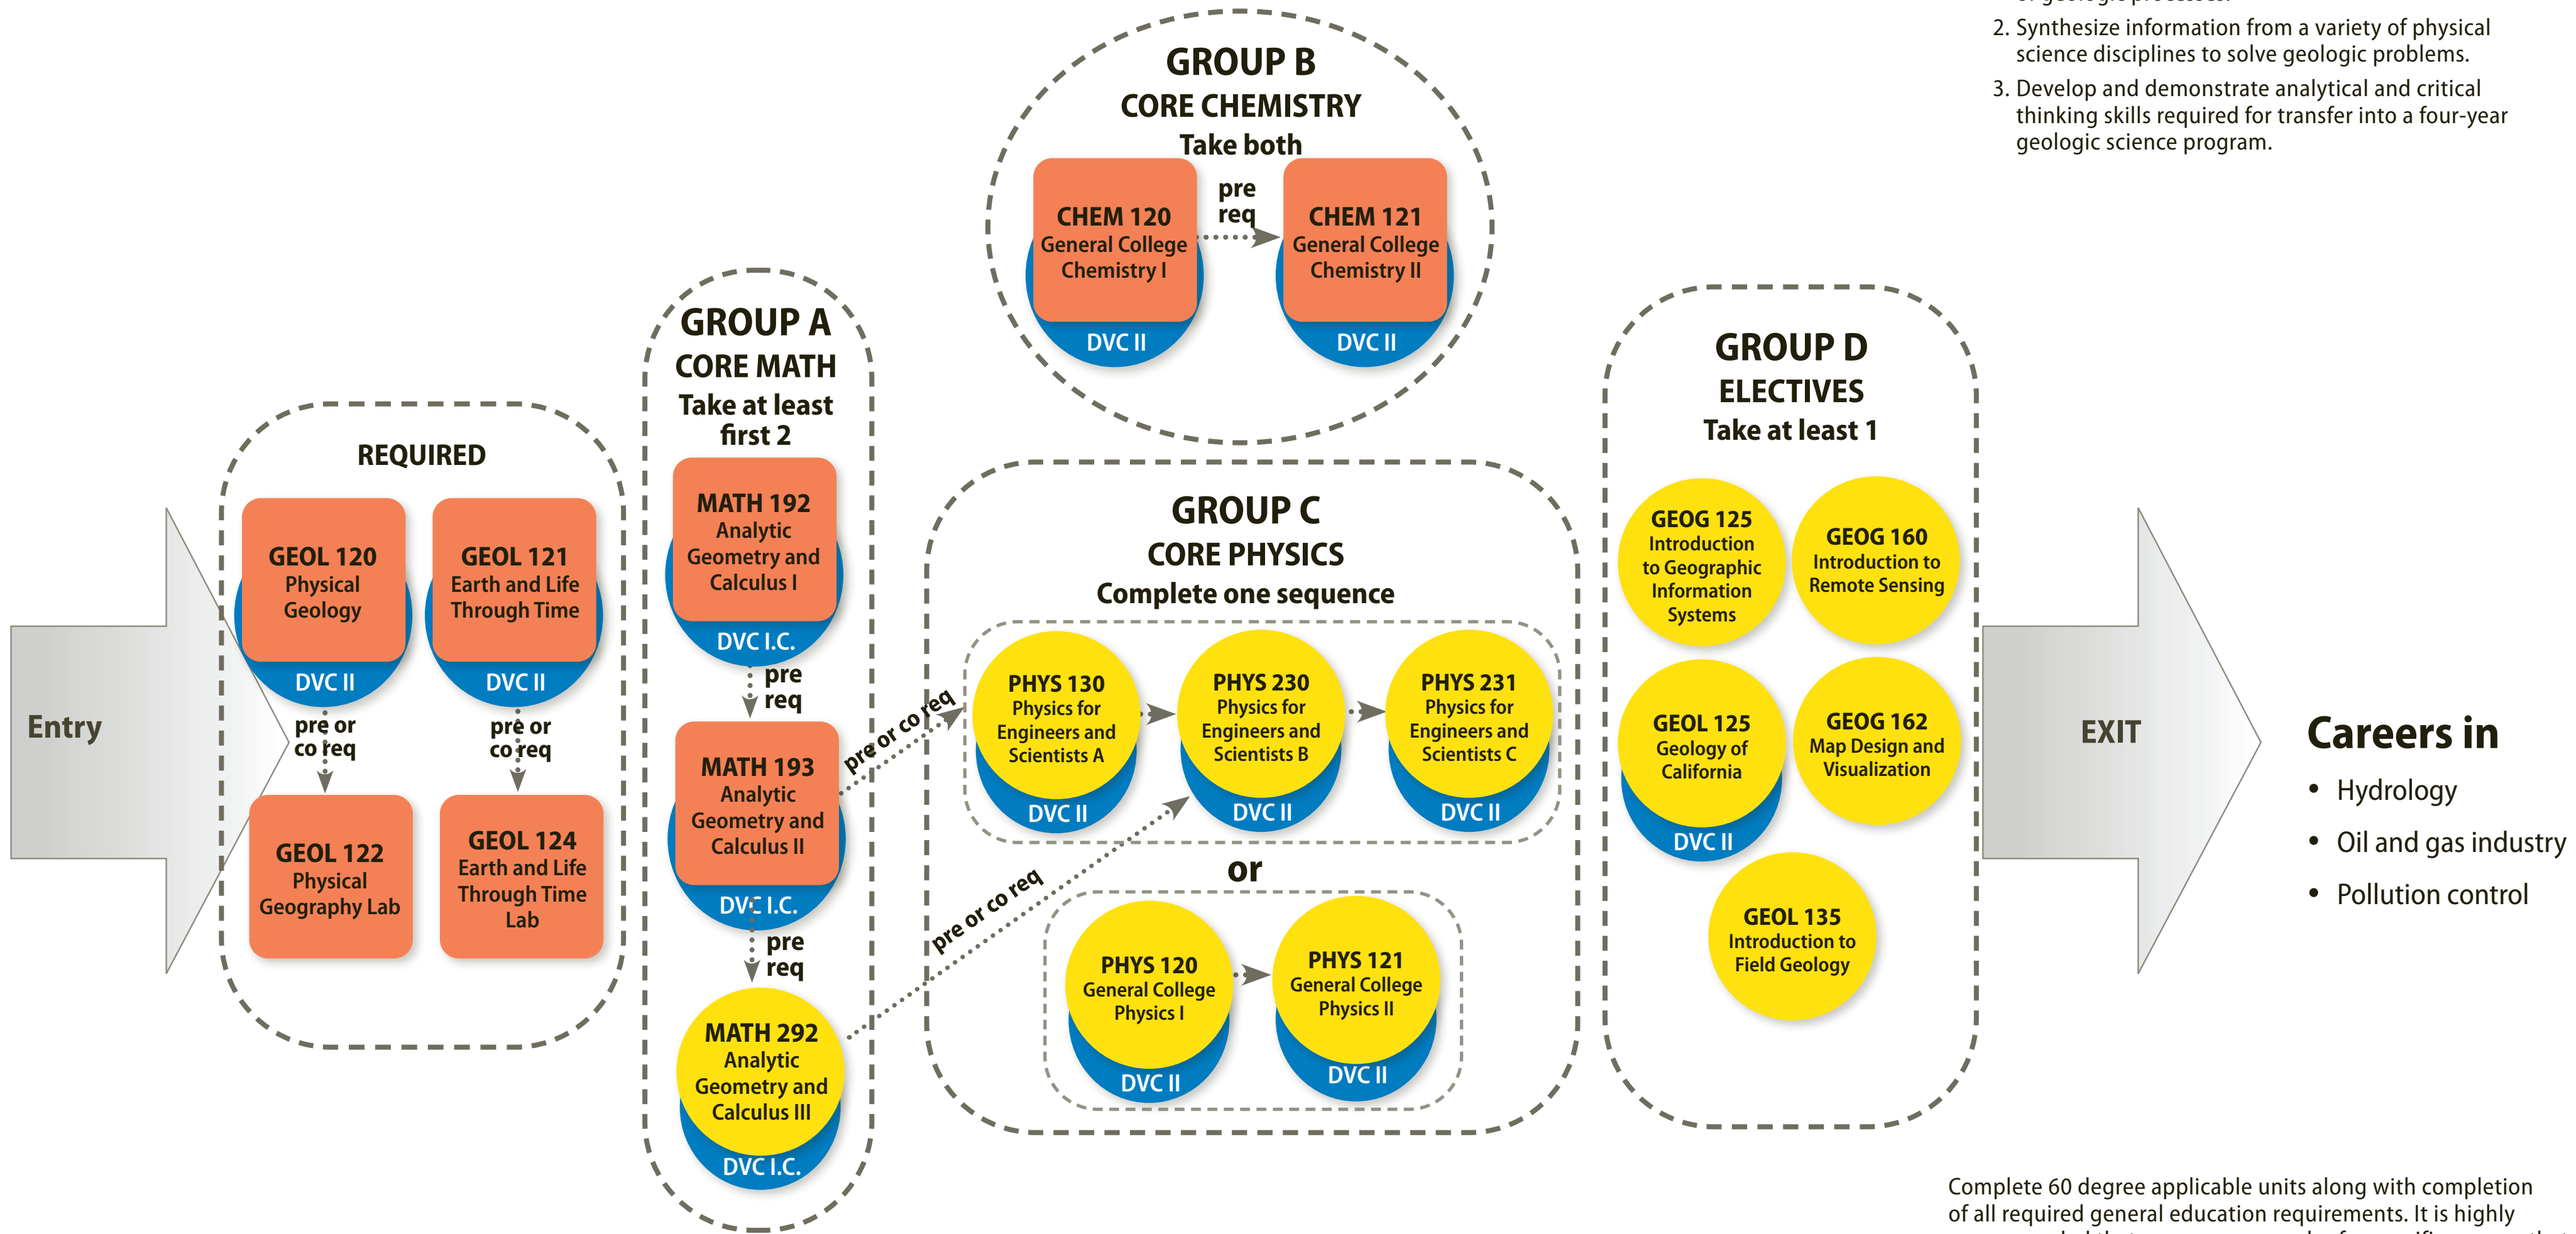 2. Synthesize information from a variety of physical
science disciplines to solve geologic problems.
3. Develop and demonstrate analytical and critical
thinking skills required for transfer into a four-year
geologic science program.
GROUP B
CORE CHEMISTRY
Take both
CHEM 120
General College
Chemistry I
DVC II
pre
req
CHEM 121
General College
Chemistry II
DVC II
Entry
REQUIRED
GEOL 120
Physical
Geology
DVC II
pre or
co req
GEOL 122
Physical
Geography Lab
GEOL 121
Earth and Life
Through Time
DVC II
pre or
co req
GEOL 124
Earth and Life
Through Time
Lab
GROUP A
CORE MATH
Take at least
first 2
MATH 192
Analytic
Geometry and
Calculus I
DVC I.C.
pre
req
MATH 193
Analytic
Geometry and
Calculus II
DVC I.C.
pre
req
MATH 292
Analytic
Geometry and
Calculus III
DVC I.C.
pre or co req
pre or co req
GROUP C
CORE PHYSICS
Complete one sequence
PHYS 130
Physics for
Engineers and
Scientists A
DVC II
PHYS 230
Physics for
Engineers and
Scientists B
DVC II
PHYS 231
Physics for
Engineers and
Scientists C
DVC II
or
PHYS 120
General College
Physics I
DVC II
PHYS 121
General College
Physics II
DVC II
GROUP D
ELECTIVES
Take at least 1
GEOG 125
Introduction
to Geographic
Information
Systems
GEOG 160
Introduction to
Remote Sensing
GEOL 125
Geology of
California
DVC II
GEOG 162
Map Design and
Visualization
GEOL 135
Introduction to
Field Geology
EXIT
Careers in
• Hydrology
• Oil and gas industry
• Pollution control
Complete 60 degree applicable units along with completion
of all required general education requirements. It is highly